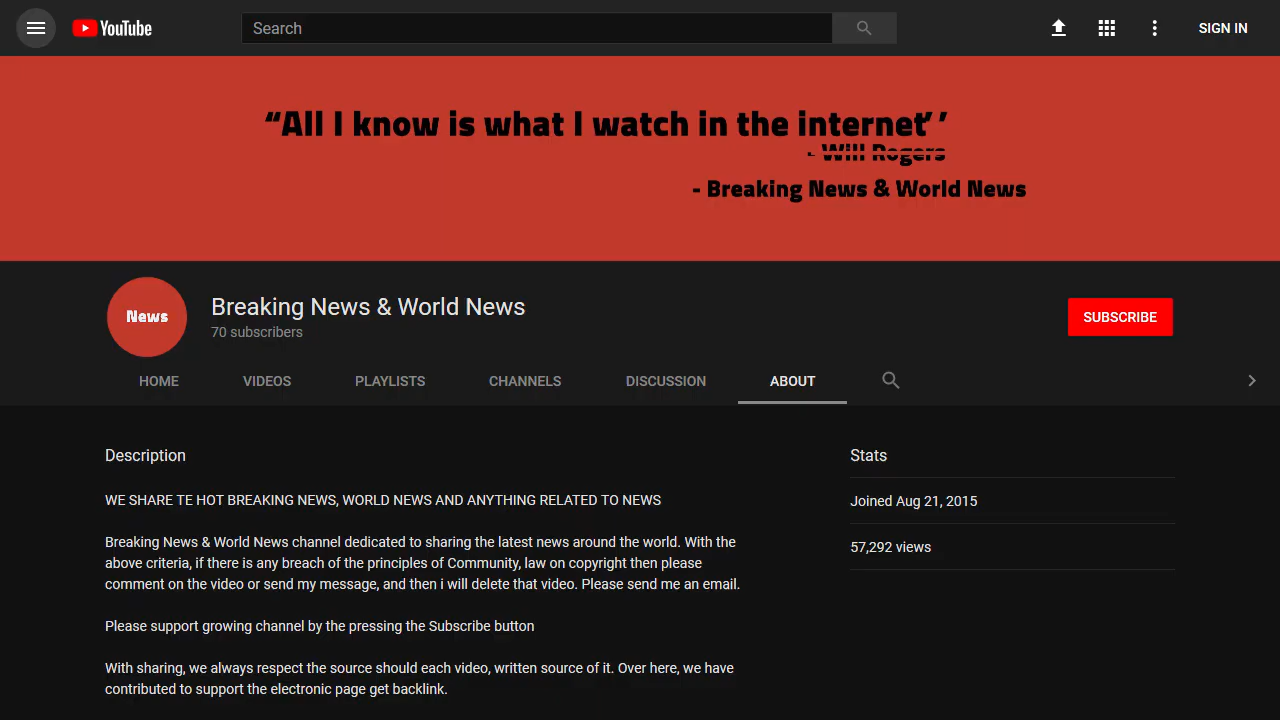 YouTube
Search
SIGN IN
“All I know is what I watch in the internet’’
- Will Rogers
- Breaking News & World News
News
Breaking News & World News
70 subscribers
SUBSCRIBE
HOME VIDEOS PLAYLISTS CHANNELS DISCUSSION ABOUT
Description
WE SHARE TE HOT BREAKING NEWS, WORLD NEWS AND ANYTHING RELATED TO NEWS
Breaking News & World News channel dedicated to sharing the latest news around the world. With the
above criteria, if there is any breach of the principles of Community, law on copyright then please
comment on the video or send my message, and then i will delete that video. Please send me an email.
Please support growing channel by the pressing the Subscribe button
With sharing, we always respect the source should each video, written source of it. Over here, we have
contributed to support the electronic page get backlink.
Stats
Joined Aug 21, 2015
57,292 views